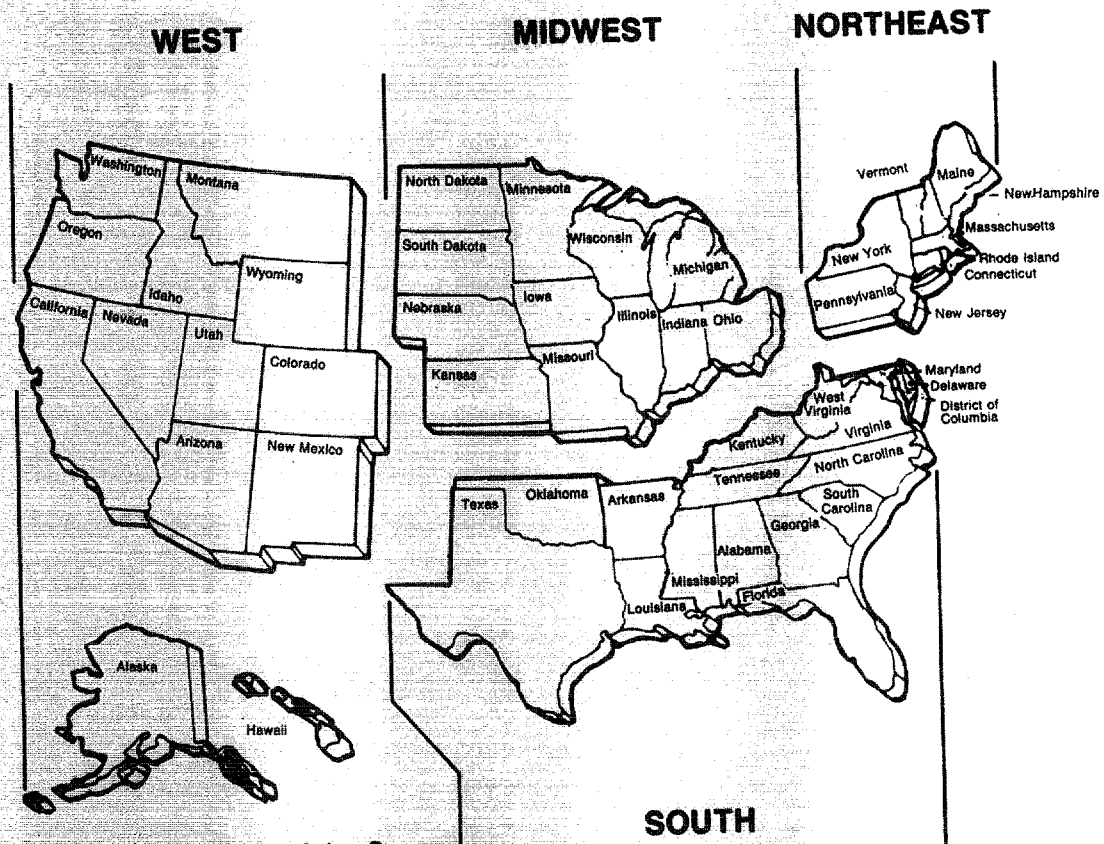 WEST
MIDWEST
NORTHEAST
Washington
Montana
Oregon
Idaho
Wyoming
California
Nevada
Utah
Colorado
Arizona
New Mexico
Alaska
Hawaii
North Dakota
Minnesota
South Dakota
Wisconsin
Michigan
Nebraska
Iowa
Illinois
Indiana
Ohio
Kansas
Missouri
Vermont
Maine
New Hampshire
Massachusetts
New York
Rhode Island
Connecticut
Pennsylvania
New Jersey
Maryland
Delaware
District of
Columbia
West
Virginia
Virginia
Kentucky
North Carolina
Tennessee
South
Carolina
Oklahoma
Texas
Arkansas
Georgia
Alabama
Mississippi
Louisiana
Florida
SOUTH